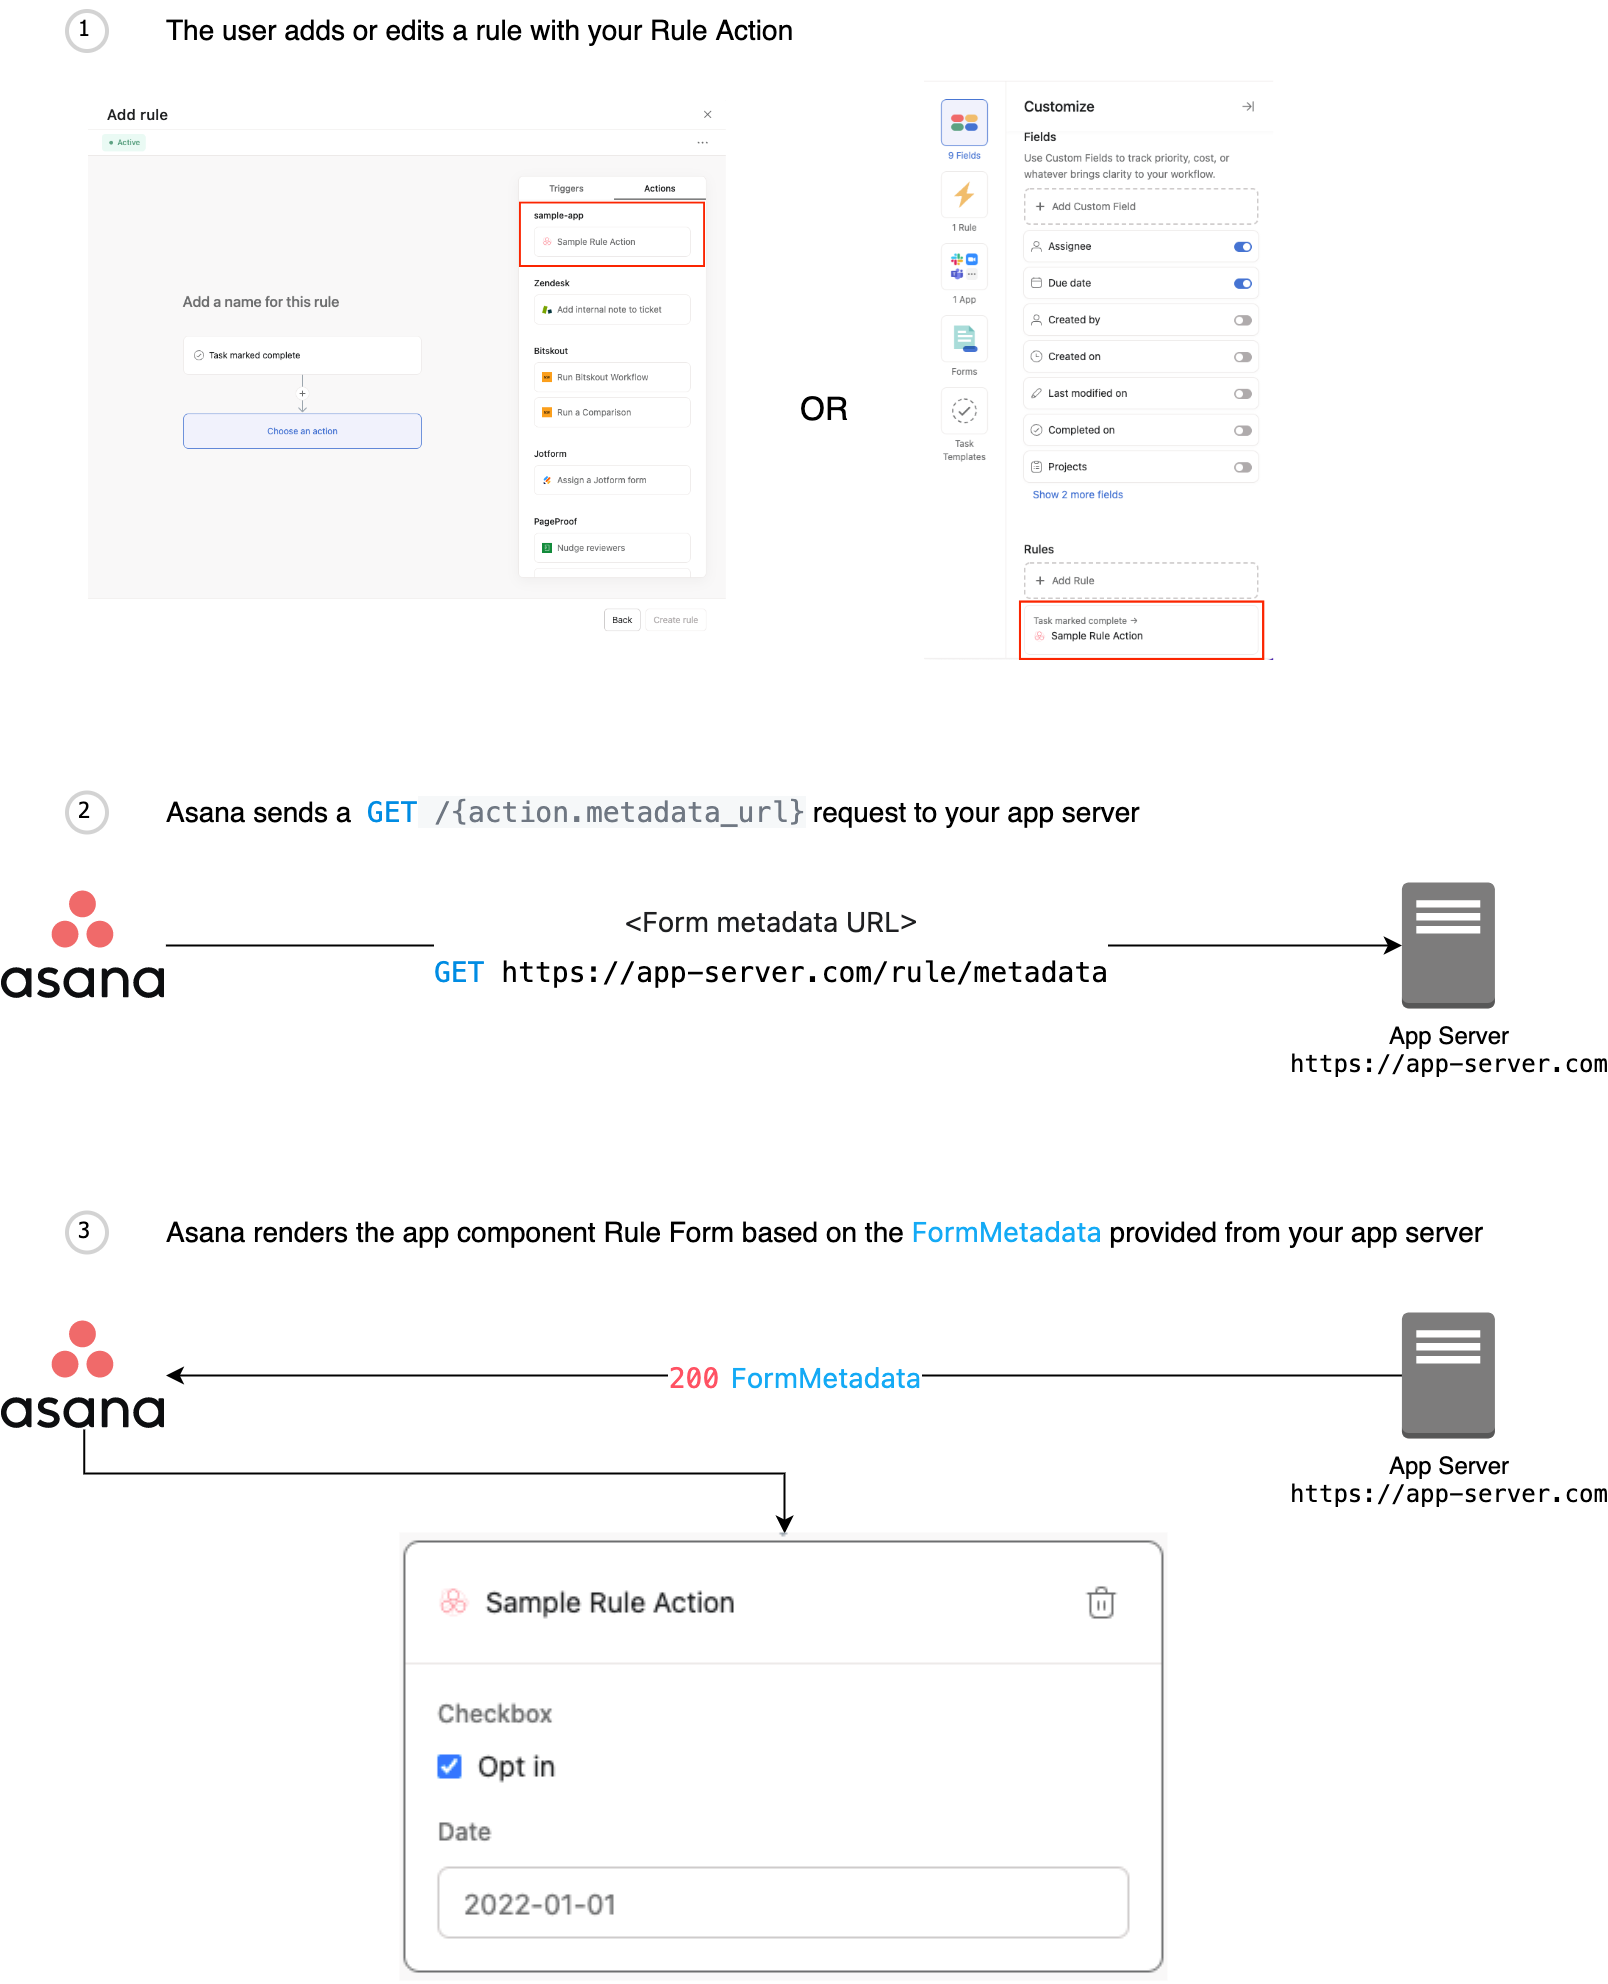 1
The user adds or edits a rule with your Rule Action
Add rule
Active
Triggers
Actions
sample-app
Sample Rule Action
Zendesk
Add internal note to ticket
Bitskout
Run Bitskout Workflow
Run a Comparison
Jotform
Assign a Jotform form
PageProof
Nudge reviewers
Add a name for this rule
Task marked complete
+
Choose an action
Back
Create rule
OR
9 Fields
1 Rule
1 App
Forms
Task
Templates
Customize
Fields
Use Custom Fields to track priority, cost, or
whatever brings clarity to your workflow.
+ Add Custom Field
Assignee
Due date
Created by
Created on
Last modified on
Completed on
Projects
Show 2 more fields
Rules
+ Add Rule
Task marked complete →
Sample Rule Action
2
Asana sends a GET /{action.metadata_url} request to your app server
asana
<Form metadata URL>
GET https://app-server.com/rule/metadata
App Server
https://app-server.com
3
Asana renders the app component Rule Form based on the FormMetadata provided from your app server
asana
200 FormMetadata
App Server
https://app-server.com
Sample Rule Action
Checkbox
Opt in
Date
2022-01-01